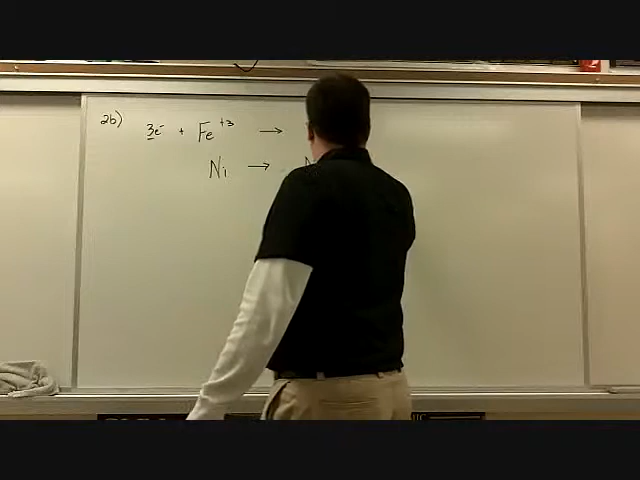 2b) 3e⁻ + Fe⁺³ →
Ni → N